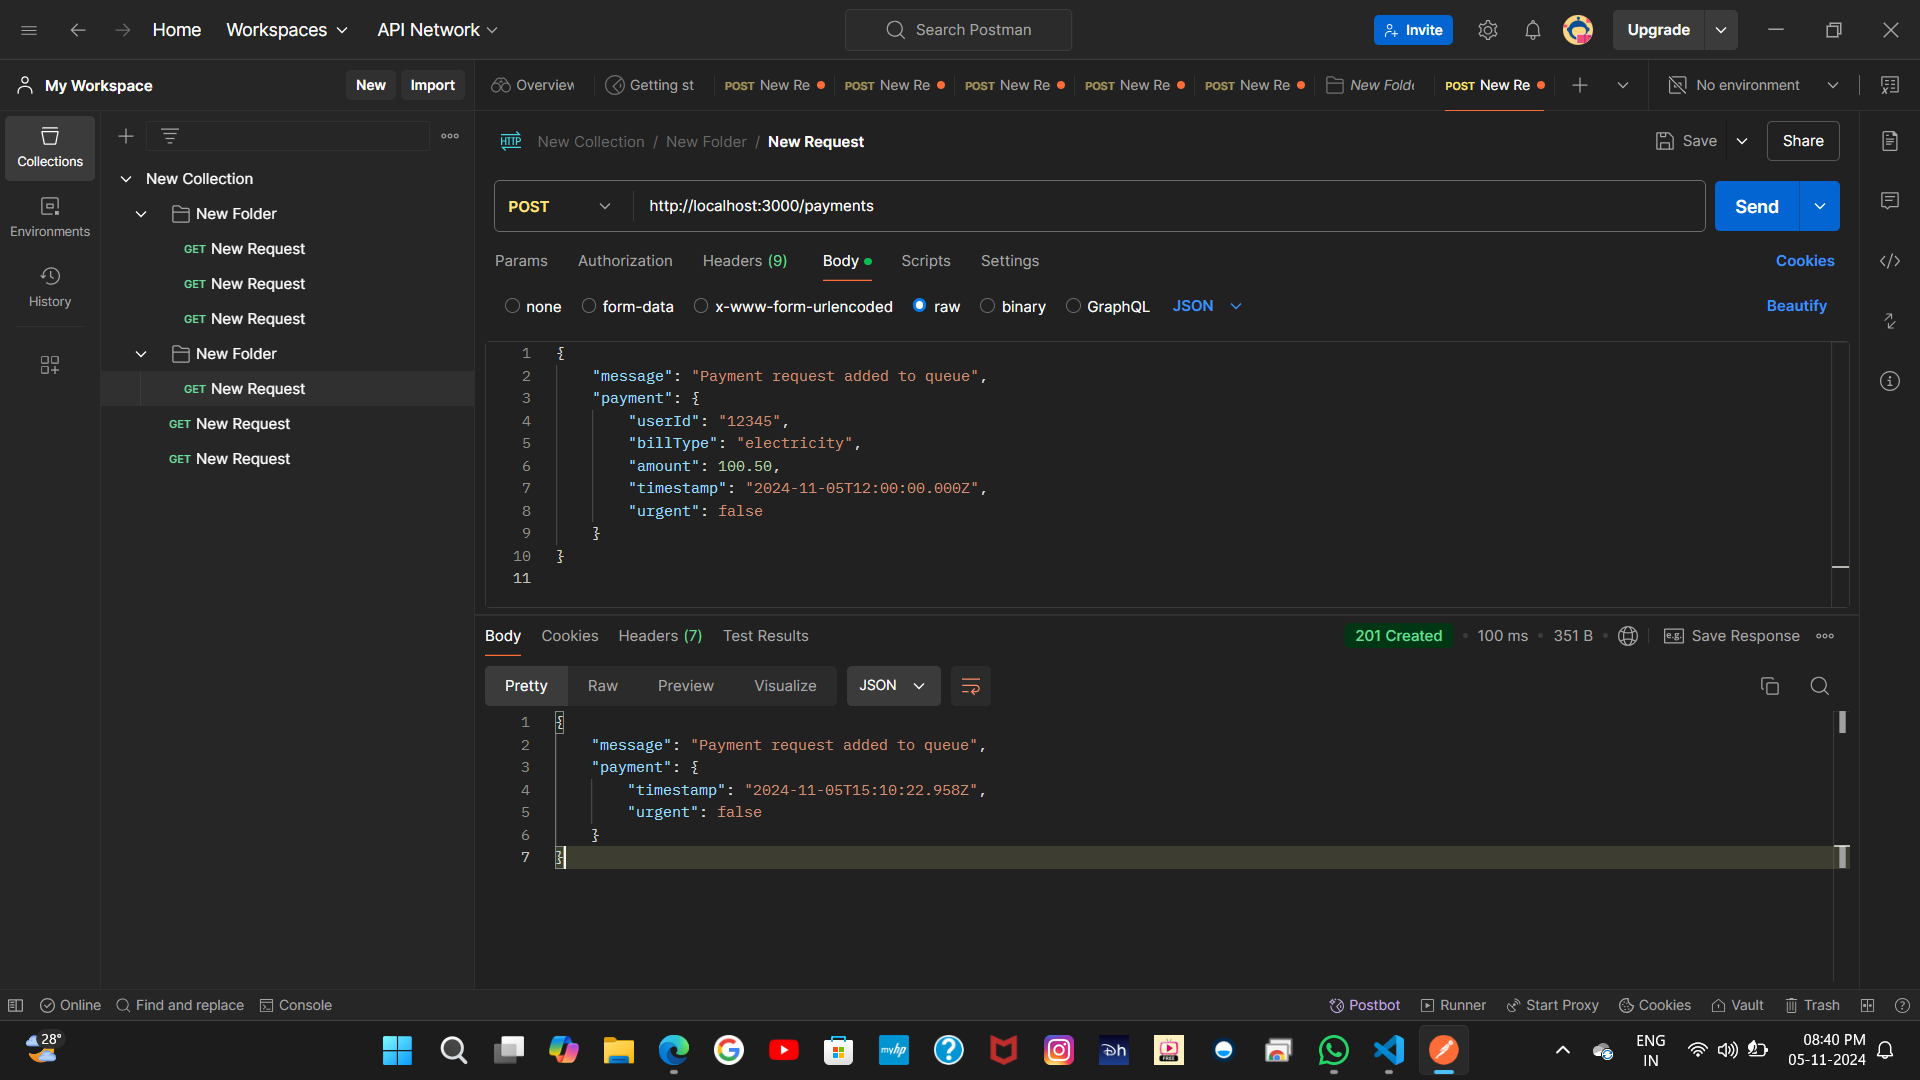 Home Workspaces API Network Search Postman Invite Upgrade
My Workspace New Import Overview Getting st POST New Re POST New Re POST New Re POST New Re POST New Re New Fold POST New Re No environment
Collections
Environments
History
New Collection
New Folder
GET New Request
GET New Request
GET New Request
New Folder
GET New Request
GET New Request
GET New Request
HTTP New Collection / New Folder / New Request Save Share
POST http://localhost:3000/payments Send
Params Authorization Headers (9) Body Scripts Settings Cookies
none form-data x-www-form-urlencoded raw binary GraphQL JSON Beautify
1 {
2 "message": "Payment request added to queue",
3 "payment": {
4 "userId": "12345",
5 "billType": "electricity",
6 "amount": 100.50,
7 "timestamp": "2024-11-05T12:00:00.000Z",
8 "urgent": false
9 }
10 }
11
Body Cookies Headers (7) Test Results 201 Created 100 ms 351 B e.g. Save Response
Pretty Raw Preview Visualize JSON
1 {
2 "message": "Payment request added to queue",
3 "payment": {
4 "timestamp": "2024-11-05T15:10:22.958Z",
5 "urgent": false
6 }
7 }
Online Find and replace Console Postbot Runner Start Proxy Cookies Vault Trash
28° myhp Dh FREE ENG IN 08:40 PM 05-11-2024